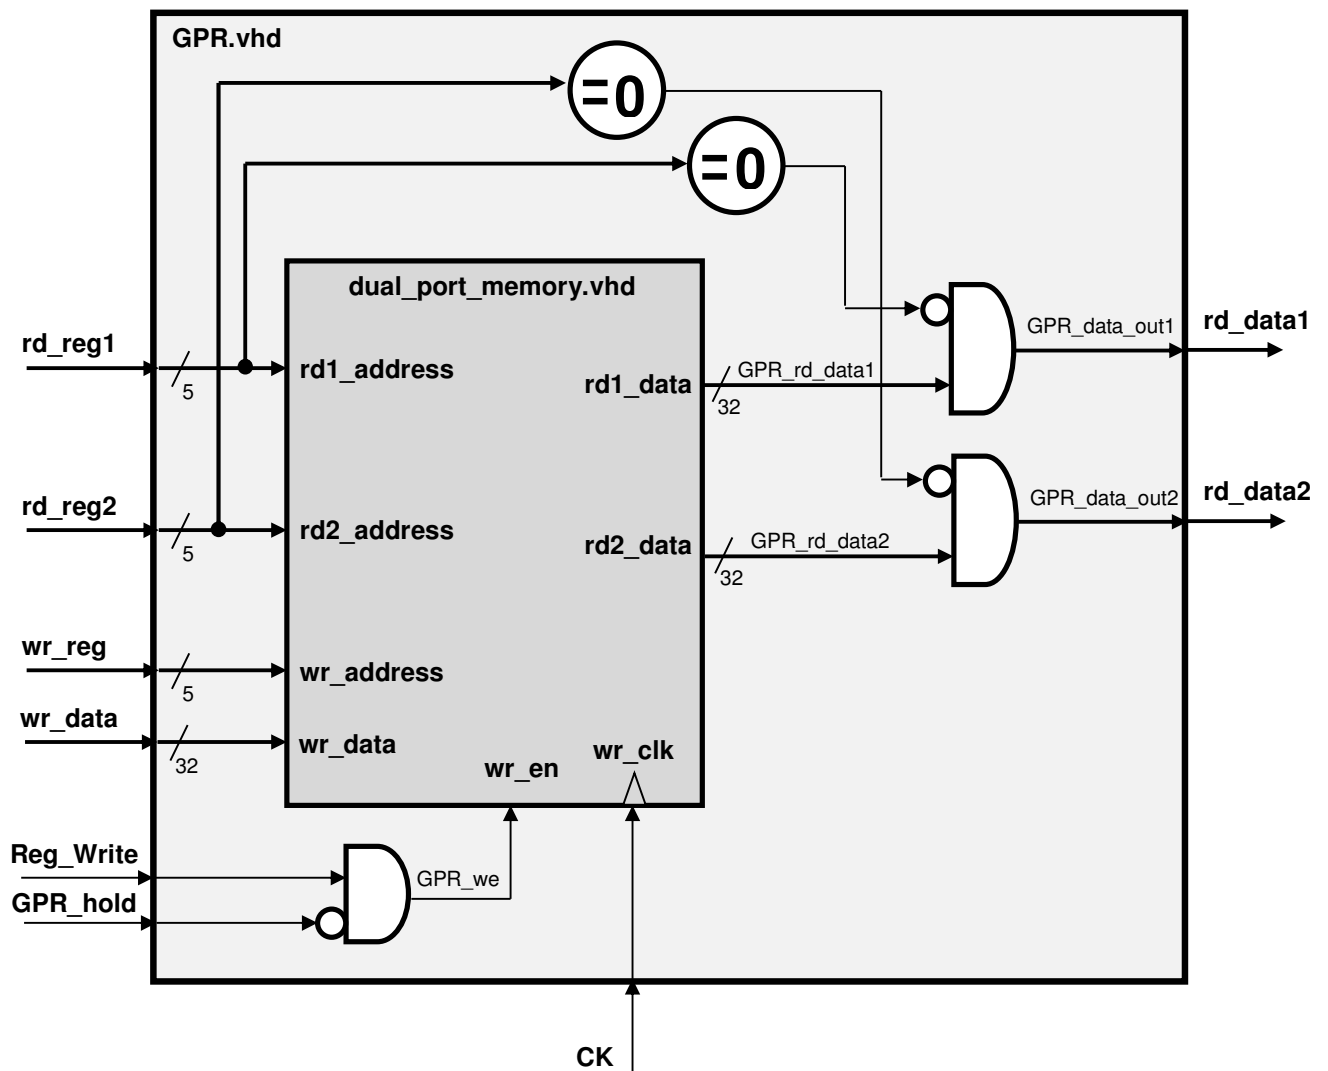 GPR.vhd
=0
=0
dual_port_memory.vhd
rd_reg1
5
rd1_address
rd1_data
GPR_rd_data1
32
GPR_data_out1
rd_data1
rd_reg2
5
rd2_address
rd2_data
GPR_rd_data2
32
GPR_data_out2
rd_data2
wr_reg
5
wr_address
wr_data
32
wr_data
wr_en
wr_clk
Reg_Write
GPR_hold
GPR_we
CK